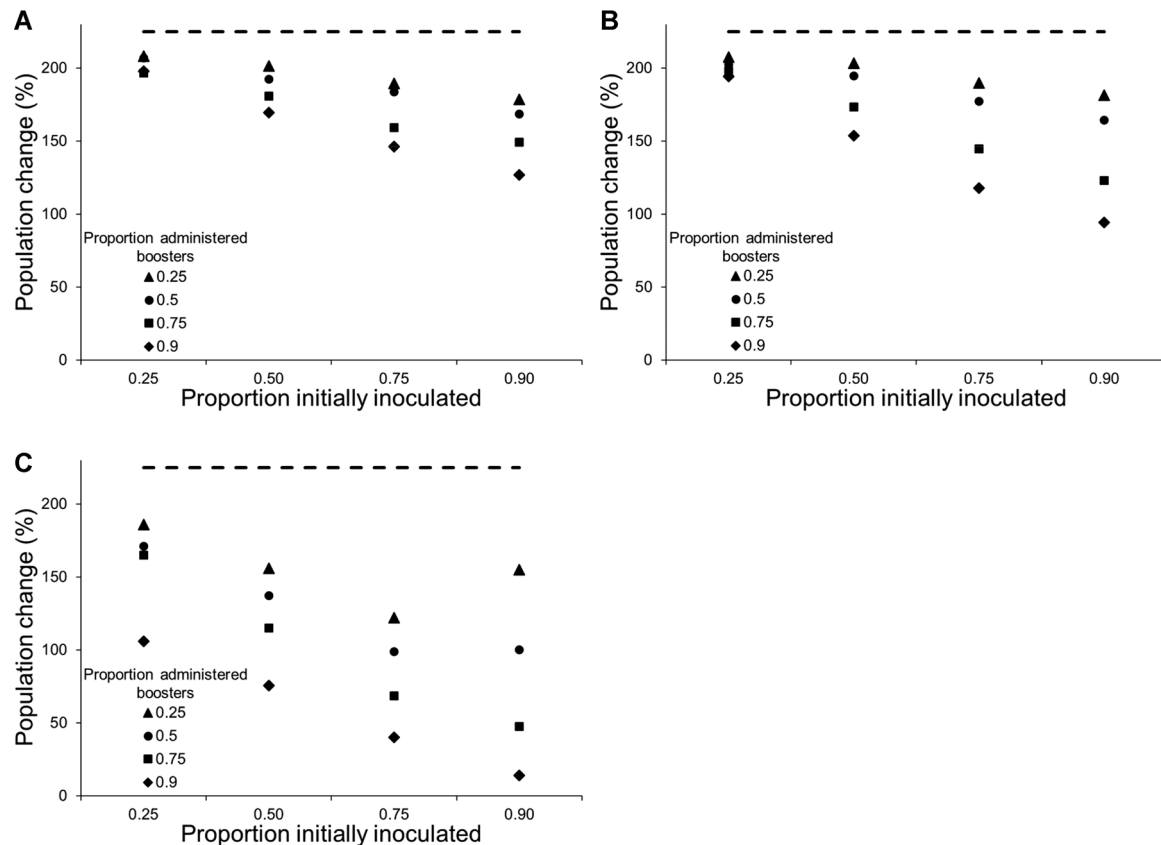 A
Population change (%)
200
150
100
50
0
Proportion administered
boosters
0.25
0.5
0.75
0.9
0.25 0.50 0.75 0.90
Proportion initially inoculated
B
Population change (%)
200
150
100
50
0
Proportion administered
boosters
0.25
0.5
0.75
0.9
0.25 0.50 0.75 0.90
Proportion initially inoculated
C
Population change (%)
200
150
100
50
0
Proportion administered
boosters
0.25
0.5
0.75
0.9
0.25 0.50 0.75 0.90
Proportion initially inoculated